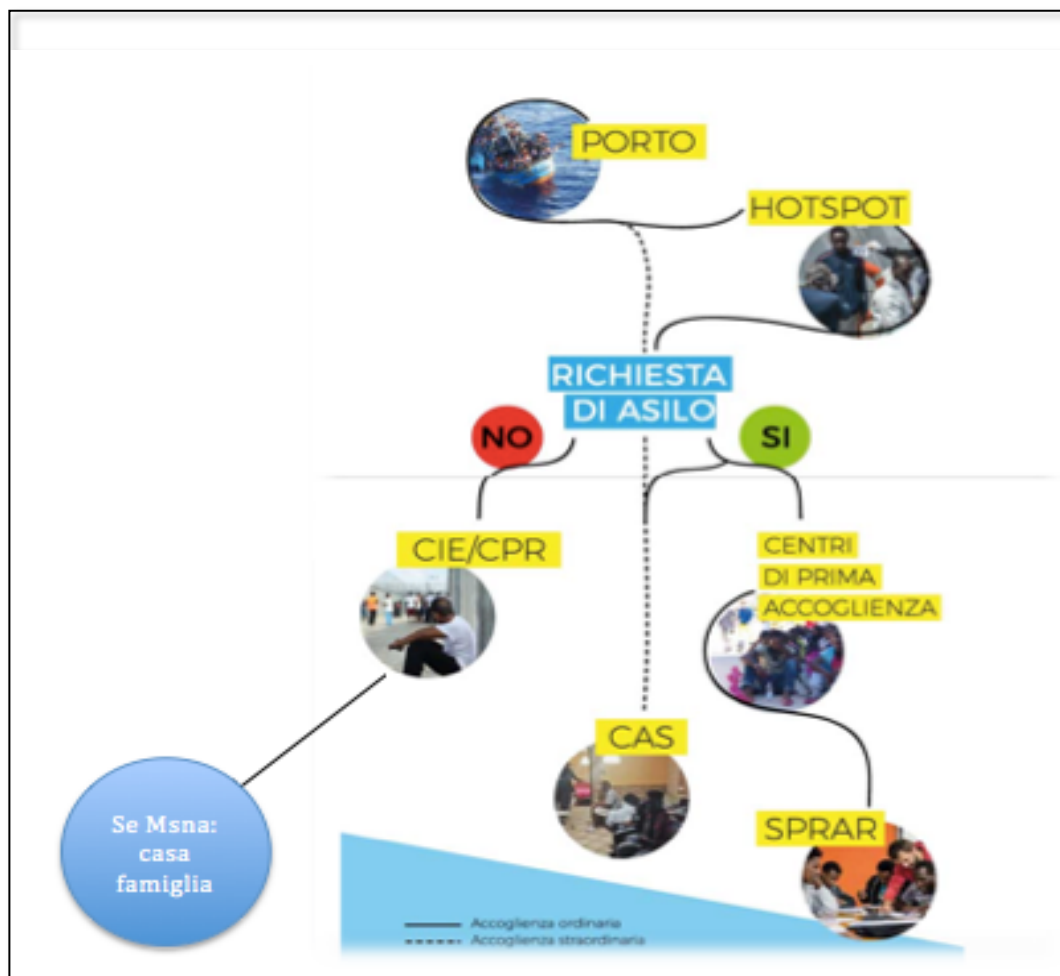 PORTO
HOTSPOT
RICHIESTA
DI ASILO
NO
SI
CIE/CPR
CENTRI
DI PRIMA
ACCOGLIENZA
CAS
Se Msna:
casa
famiglia
SPRAR
Accoglienza ordinaria
Accoglienza straordinaria